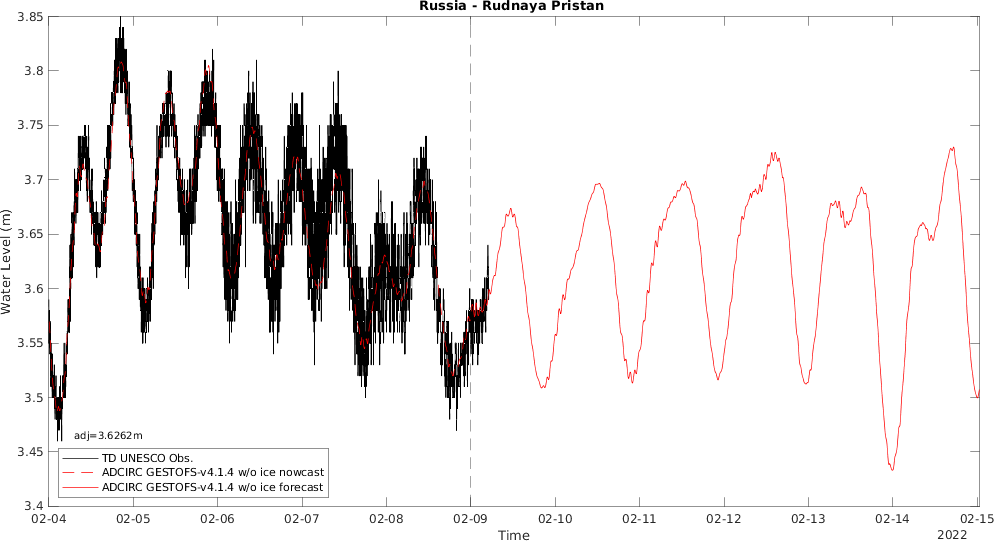 Russia - Rudnaya Pristan
3.85
3.8
3.75
3.7
3.65
3.6
3.55
3.5
3.45
3.4
Water Level (m)
adj=3.6262m
TD UNESCO Obs.
ADCIRC GESTOFS-v4.1.4 w/o ice nowcast
ADCIRC GESTOFS-v4.1.4 w/o ice forecast
02-04 02-05 02-06 02-07 02-08 02-09 02-10 02-11 02-12 02-13 02-14 02-15
Time
2022